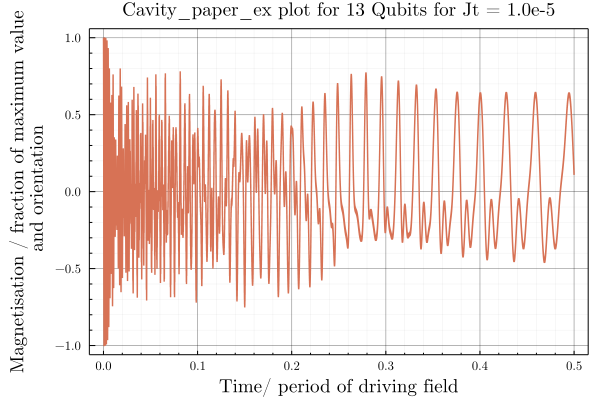 Cavity_paper_ex plot for 13 Qubits for Jt = 1.0e-5
Magnetisation / fraction of maximum value
and orientation
1.0
0.5
0.0
−0.5
−1.0
0.0 0.1 0.2 0.3 0.4 0.5
Time/ period of driving field